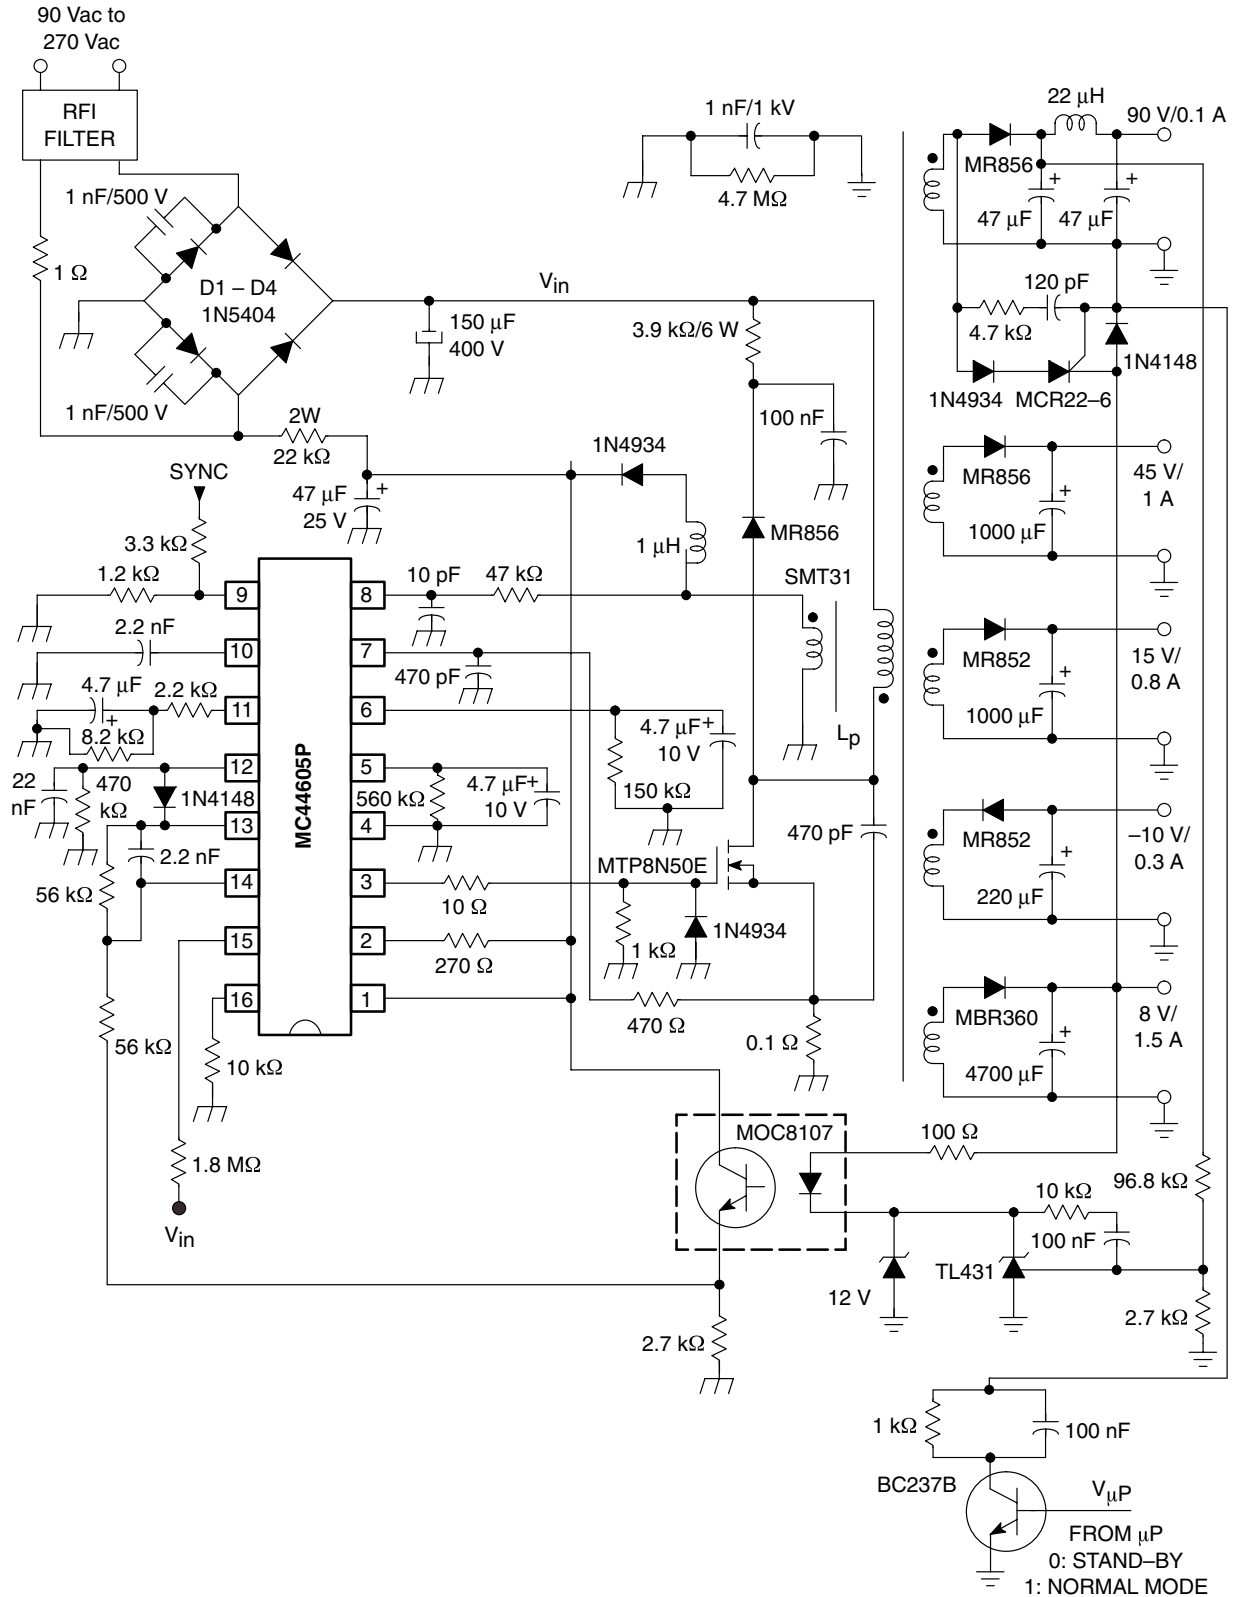 90 Vac to
270 Vac
RFI
FILTER
1 nF/500 V
1 Ω
D1 – D4
1N5404
1 nF/500 V
Vin
150 µF
400 V
1 nF/1 kV
4.7 MΩ
3.9 kΩ/6 W
100 nF
22 µH
90 V/0.1 A
MR856
47 µF
47 µF
120 pF
4.7 kΩ
1N4148
1N4934
MCR22–6
2W
22 kΩ
SYNC
47 µF
25 V
1N4934
1 µH
MR856
SMT31
MR856
45 V/
1 A
1000 µF
3.3 kΩ
1.2 kΩ
9
8
10 pF
47 kΩ
2.2 nF
10
7
470 pF
4.7 µF
2.2 kΩ
11
6
8.2 kΩ
4.7 µF
10 V
150 kΩ
Lp
MR852
15 V/
0.8 A
1000 µF
22
nF
470
kΩ
1N4148
12
5
560 kΩ
4.7 µF
10 V
13
4
MC44605P
2.2 nF
56 kΩ
14
3
10 Ω
MTP8N50E
470 pF
1 kΩ
1N4934
MR852
–10 V/
0.3 A
220 µF
15
2
270 Ω
16
1
10 kΩ
56 kΩ
470 Ω
0.1 Ω
MBR360
8 V/
1.5 A
4700 µF
1.8 MΩ
Vin
MOC8107
100 Ω
96.8 kΩ
10 kΩ
100 nF
TL431
12 V
2.7 kΩ
2.7 kΩ
1 kΩ
100 nF
BC237B
VµP
FROM µP
0: STAND–BY
1: NORMAL MODE